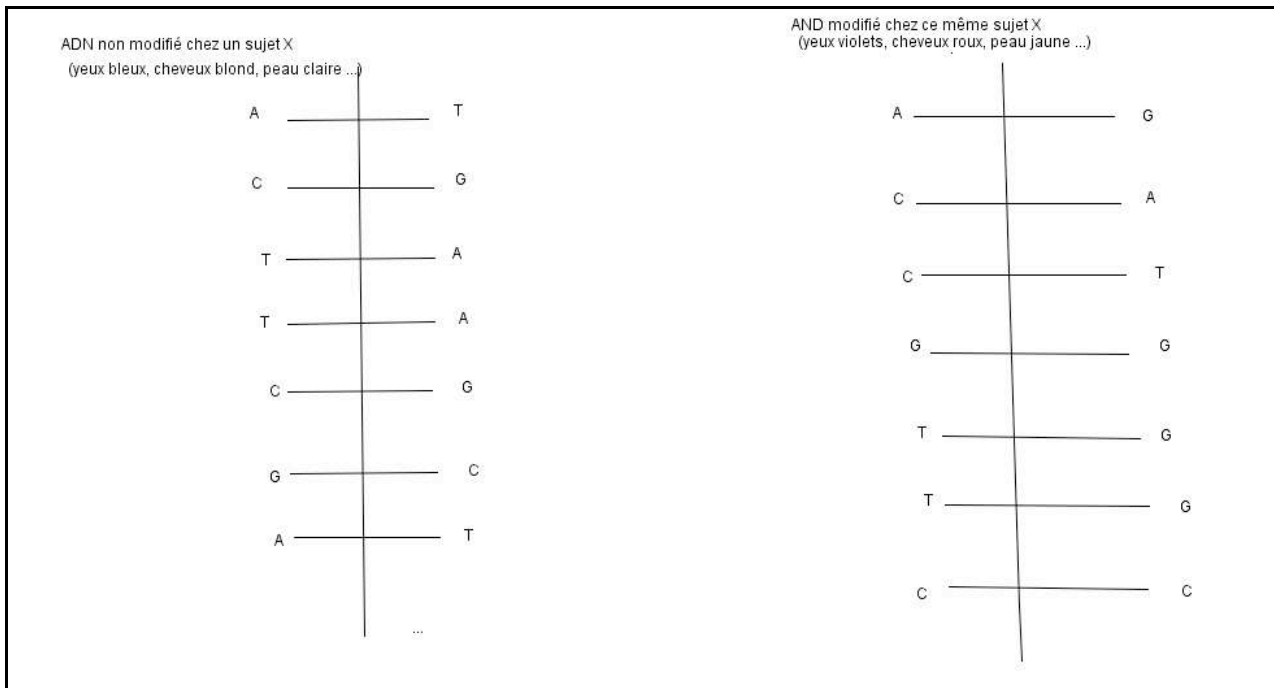 ADN non modifié chez un sujet X
(yeux bleux, cheveux blond, peau claire ...)
A T
C G
T A
T A
C G
G C
A T
...
AND modifié chez ce même sujet X
(yeux violets, cheveux roux, peau jaune ...)
A G
C A
C T
G G
T G
T G
C C